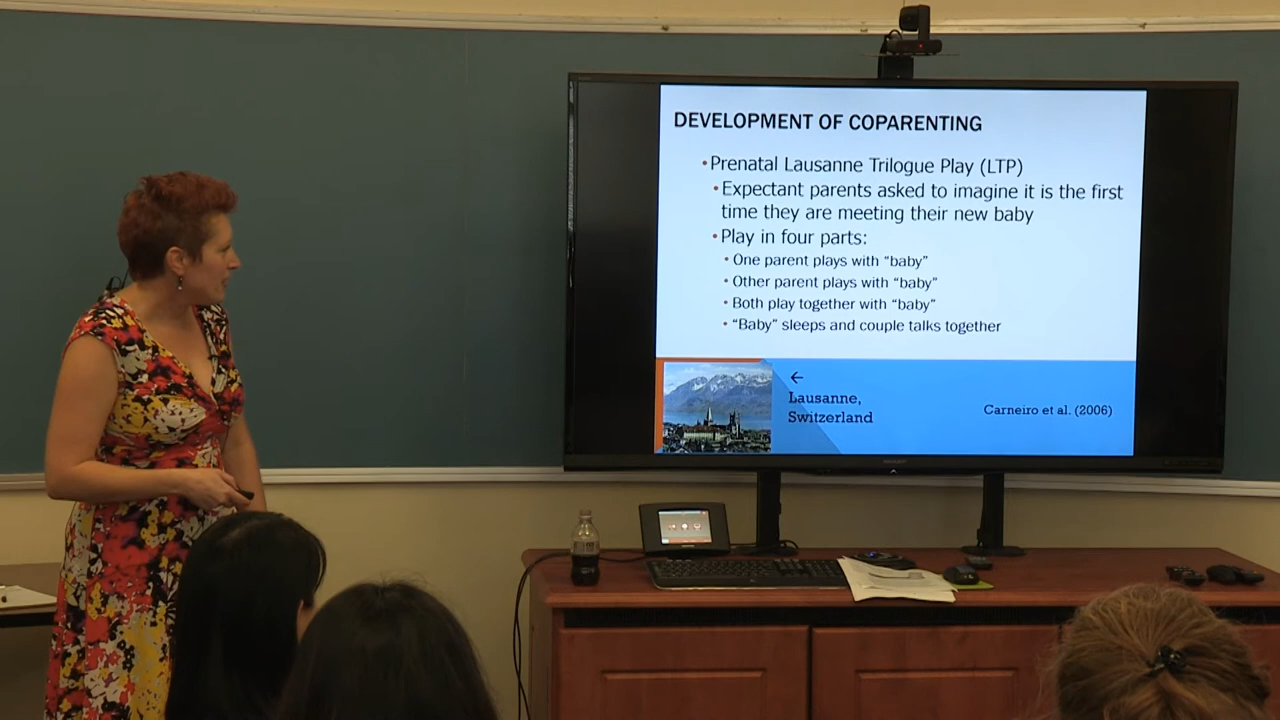 DEVELOPMENT OF COPARENTING
•Prenatal Lausanne Trilogue Play (LTP)
•Expectant parents asked to imagine it is the first
time they are meeting their new baby
•Play in four parts:
•One parent plays with “baby”
•Other parent plays with “baby”
•Both play together with “baby”
•“Baby” sleeps and couple talks together
←
Lausanne,
Switzerland
Carneiro et al. (2006)